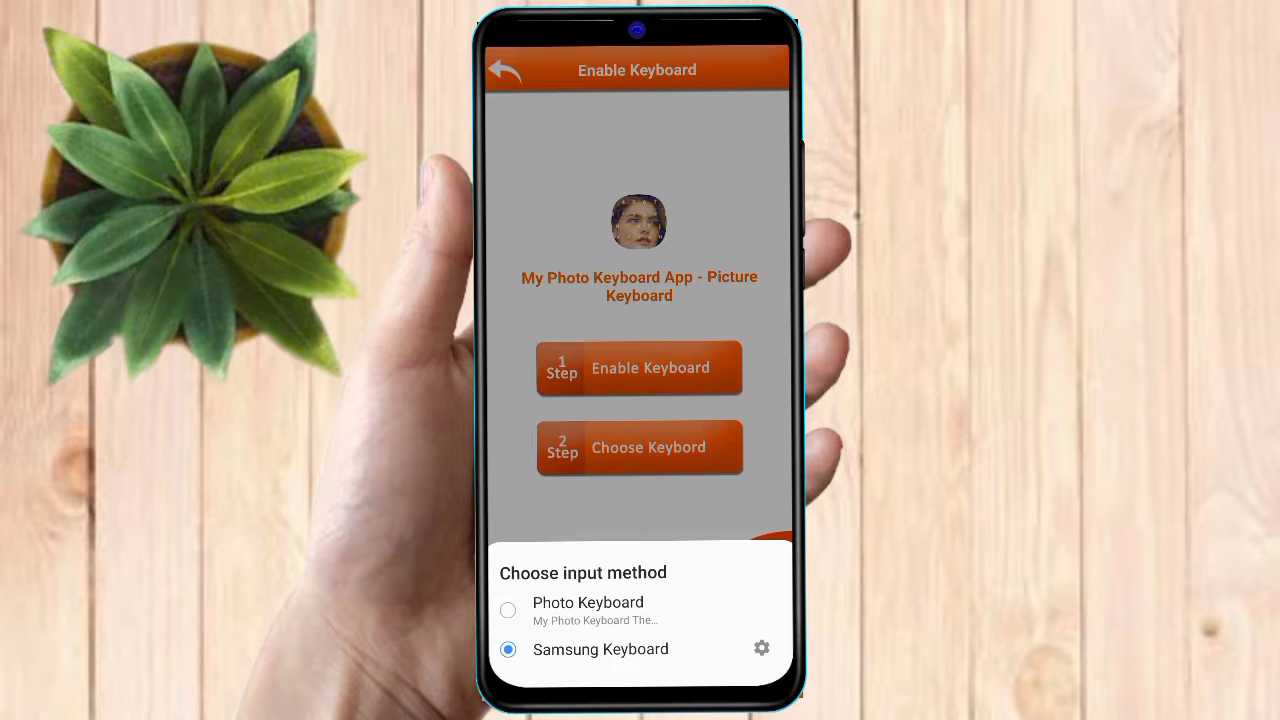 Enable Keyboard
My Photo Keyboard App - Picture
Keyboard
1
Step
Enable Keyboard
2
Step
Choose Keybord
Choose input method
Photo Keyboard
My Photo Keyboard The...
Samsung Keyboard